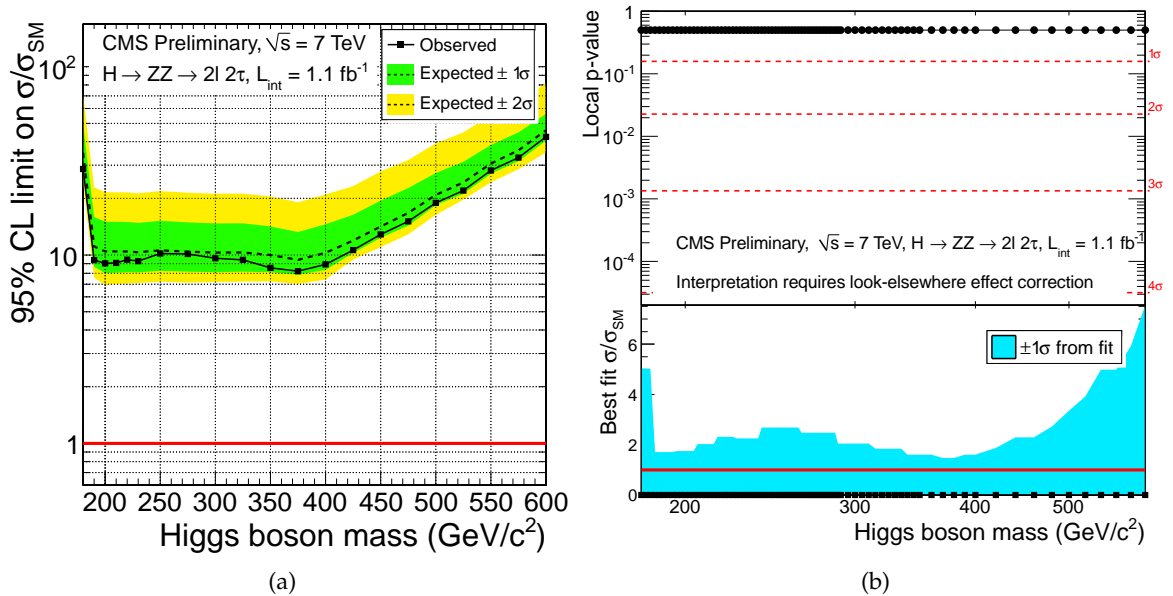 95% CL limit on σ/σSM
CMS Preliminary, √s = 7 TeV
H → ZZ → 2l 2τ, Lint = 1.1 fb-1
Observed
Expected ± 1σ
Expected ± 2σ
10²
10
1
200 250 300 350 400 450 500 550 600
Higgs boson mass (GeV/c²)
(a)
Local p-value
1
10-1
10-2
10-3
10-4
1σ
2σ
3σ
4σ
CMS Preliminary, √s = 7 TeV, H → ZZ → 2l 2τ, Lint = 1.1 fb-1
Interpretation requires look-elsewhere effect correction
Best fit σ/σSM
±1σ from fit
6
4
2
0
200 300 400 500
Higgs boson mass (GeV/c²)
(b)